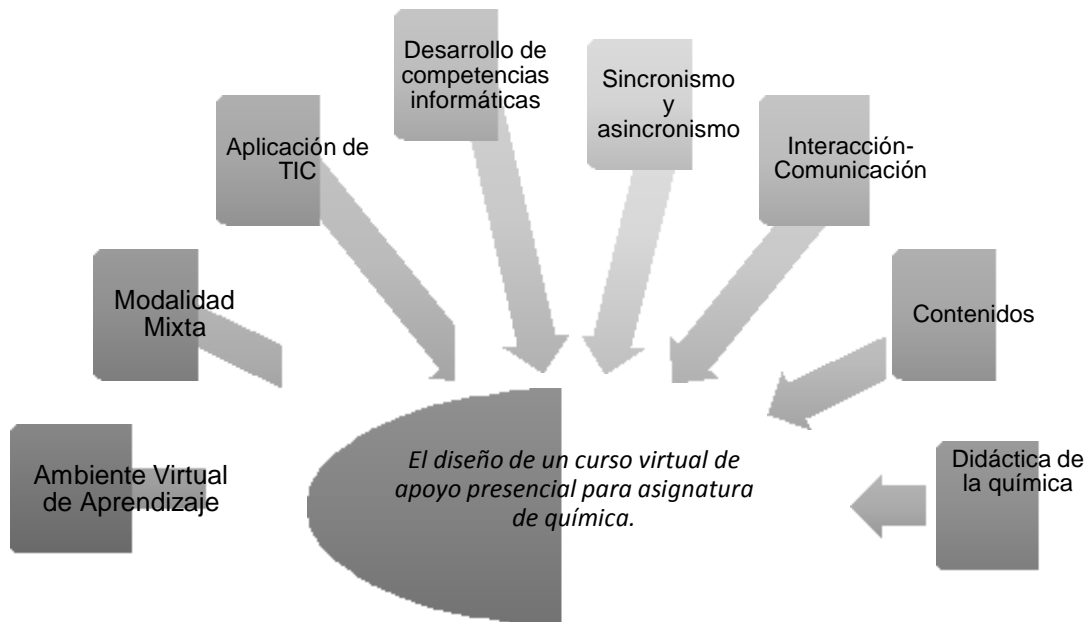 Desarrollo de
competencias
informáticas
Sincronismo
y
asincronismo
Aplicación de
TIC
Interacción-
Comunicación
Modalidad
Mixta
Contenidos
Ambiente Virtual
de Aprendizaje
El diseño de un curso virtual de
apoyo presencial para asignatura
de química.
Didáctica de
la química